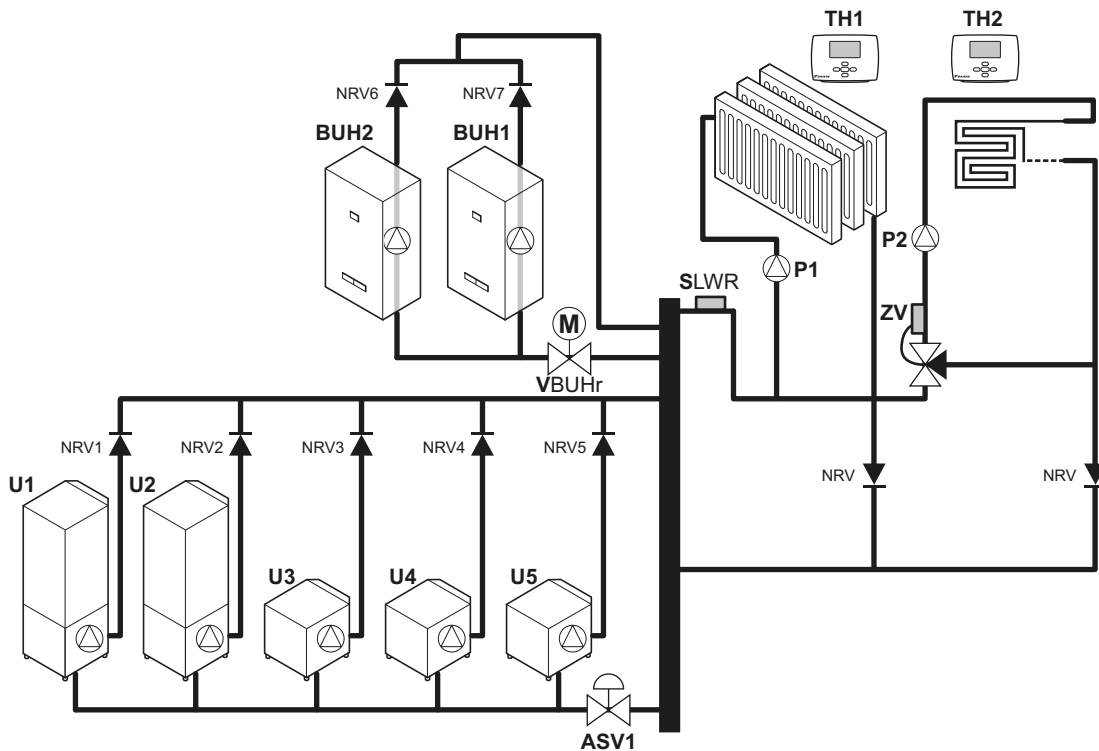 TH1
TH2
NRV6
NRV7
BUH2
BUH1
P2
P1
SLWR
ZV
M
VBUHr
NRV1
NRV2
NRV3
NRV4
NRV5
NRV
NRV
U1
U2
U3
U4
U5
ASV1